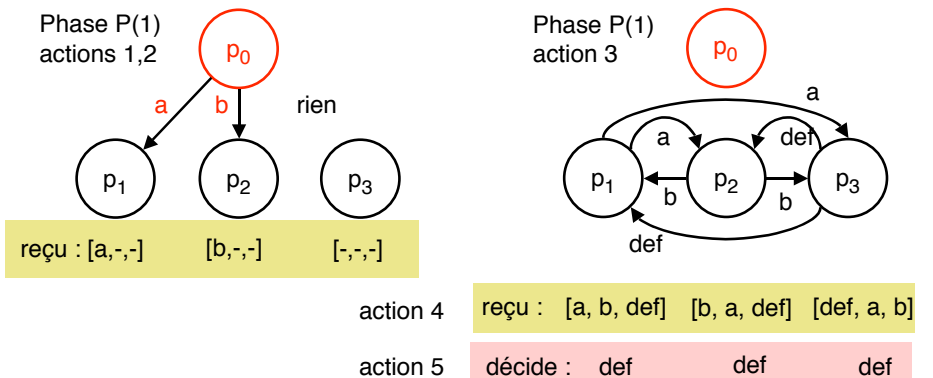 Phase P(1)
actions 1,2
p0
a
b
rien
p1
p2
p3
reçu : [a,-,-]
[b,-,-]
[-,-,-]
Phase P(1)
action 3
p0
a
a
def
p1
p2
p3
b
b
def
action 4
reçu : [a, b, def] [b, a, def] [def, a, b]
action 5
décide : def def def